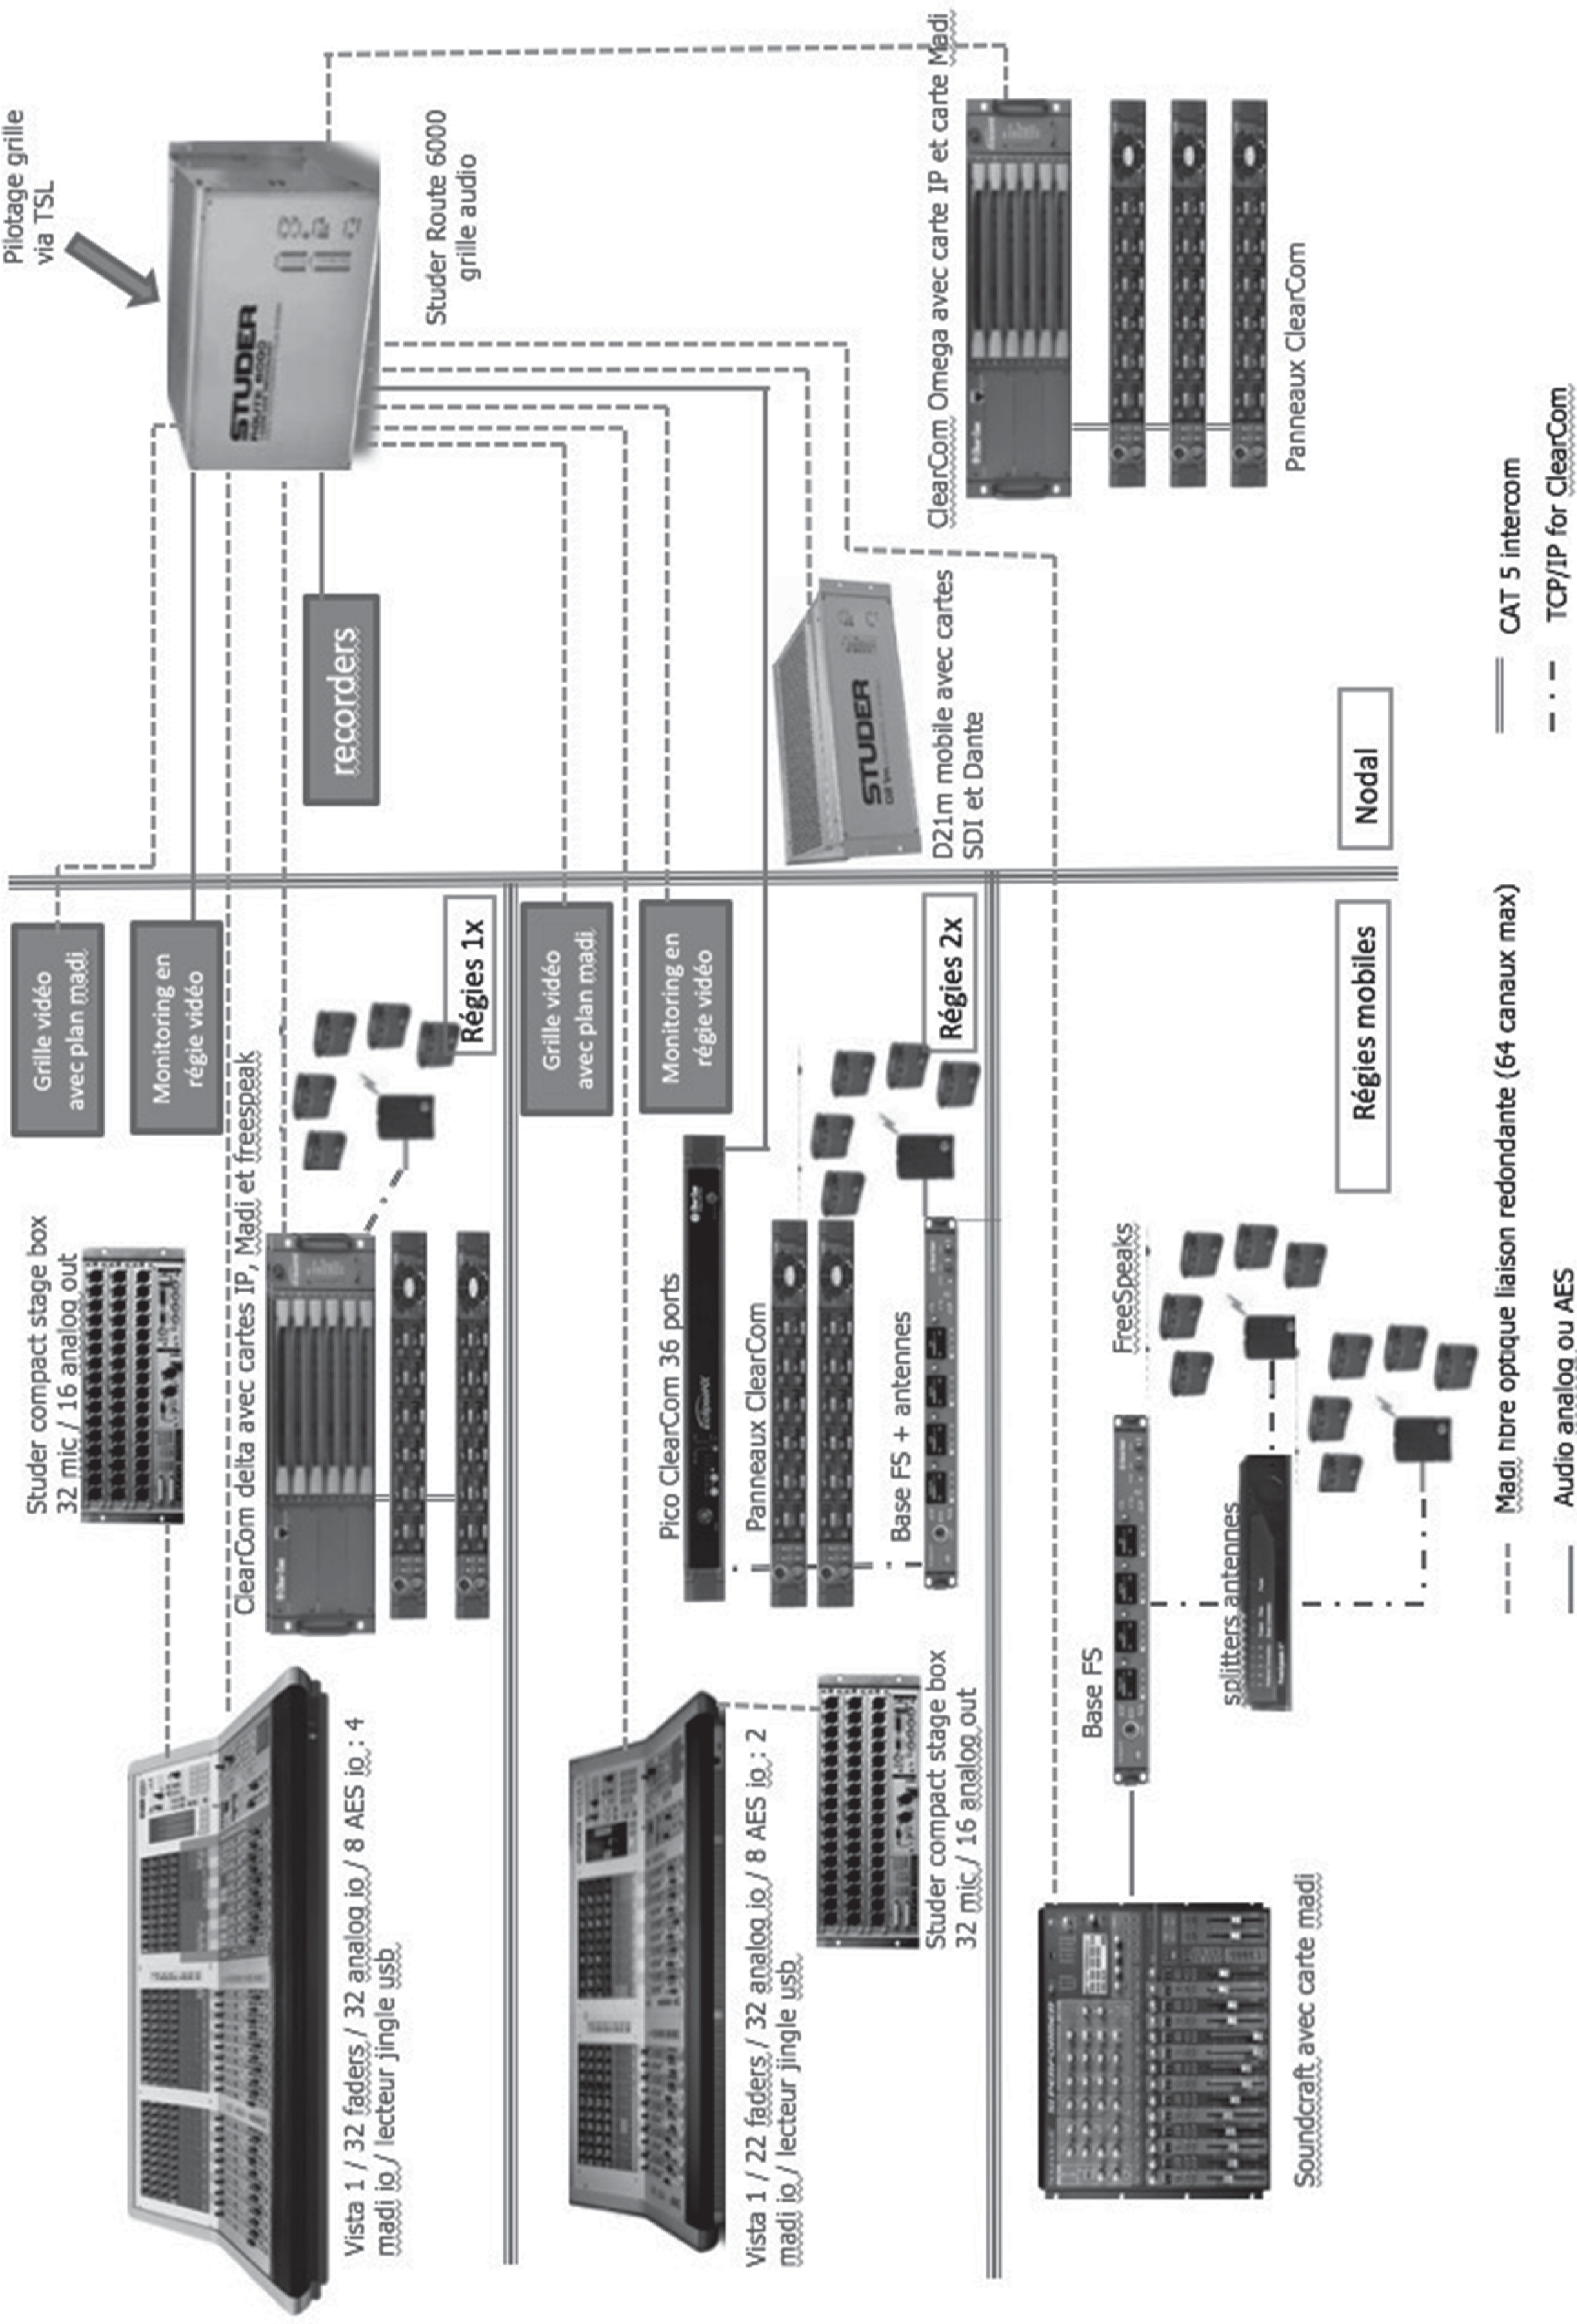 Pilotage grille
via TSL
STUDER
ROUTE 6000
Studer Route 6000
grille audio
recorders
Grille vidéo
avec plan madi
Monitoring en
régie vidéo
Studer compact stage box
32 mic / 16 analog out
ClearCom delta avec cartes IP, Madi et freespeak
Régies 1x
Vista 1 / 32 faders / 32 analog io / 8 AES io : 4
madi io / lecteur jingle usb
Grille vidéo
avec plan madi
Monitoring en
régie vidéo
Pico ClearCom 36 ports
Panneaux ClearCom
Base FS + antennes
Régies 2x
Vista 1 / 22 faders / 32 analog io / 8 AES io : 2
madi io / lecteur jingle usb
Studer compact stage box
32 mic / 16 analog out
STUDER
D21m mobile avec cartes
SDI et Dante
ClearCom Omega avec carte IP et carte Madi
Panneaux ClearCom
Nodal
Régies mobiles
FreeSpeaks
Base FS
splitters antennes
Soundcraft avec carte madi
Madi fibre optique liaison redondante (64 canaux max)
CAT 5 intercom
Audio analog ou AES
TCP/IP for ClearCom